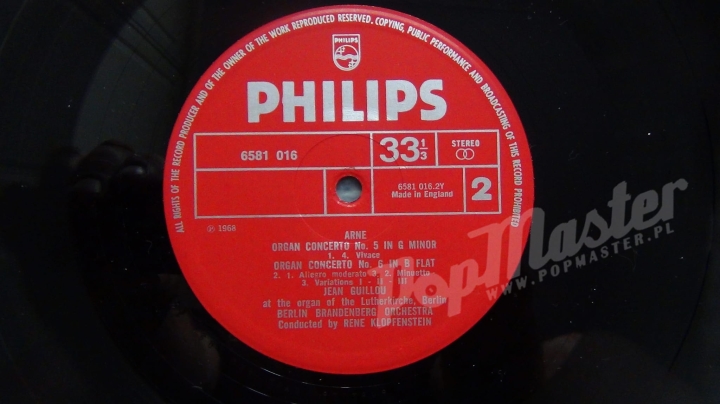 ALL RIGHTS OF THE RECORD PRODUCER AND OF THE OWNER OF THE WORK REPRODUCED RESERVED. COPYING, PUBLIC PERFORMANCE AND BROADCASTING OF THIS RECORD PROHIBITED
PHILIPS
PHILIPS
6581 016
33⅓
STEREO
6581 016.2Y
Made in England
2
℗ 1968
ARNE
ORGAN CONCERTO No. 5 IN G MINOR
1. 4. Vivace
ORGAN CONCERTO No. 6 IN B FLAT
2. 1. Allegro moderato 2. 2. Minuetto
3. Variations I - II - III
JEAN GUILLOU
at the organ of the Lutherkirche, Berlin
BERLIN BRANDENBERG ORCHESTRA
Conducted by RENE KLOPFENSTEIN
PopMaster
WWW.POPMASTER.PL